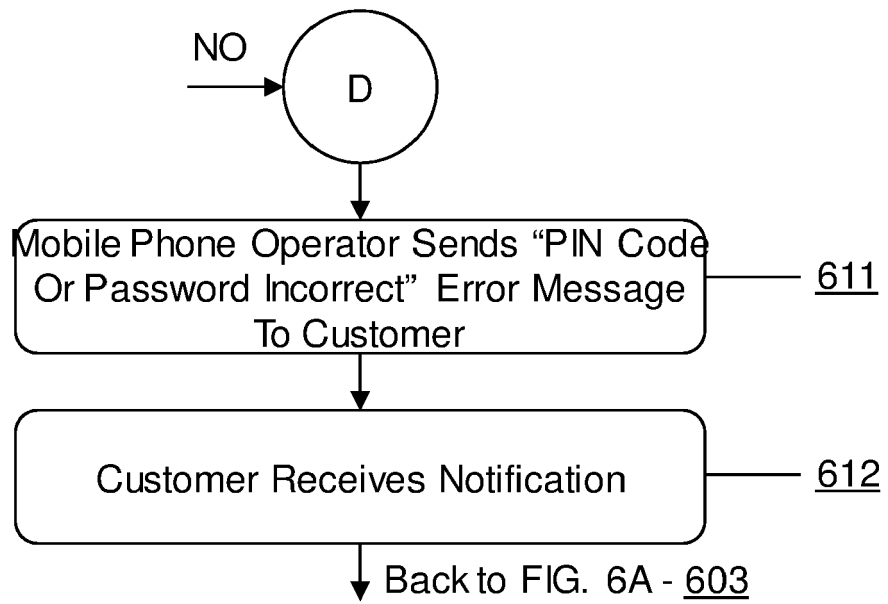 NO
D
Mobile Phone Operator Sends “PIN Code
Or Password Incorrect” Error Message
To Customer
611
Customer Receives Notification
612
Back to FIG. 6A - 603